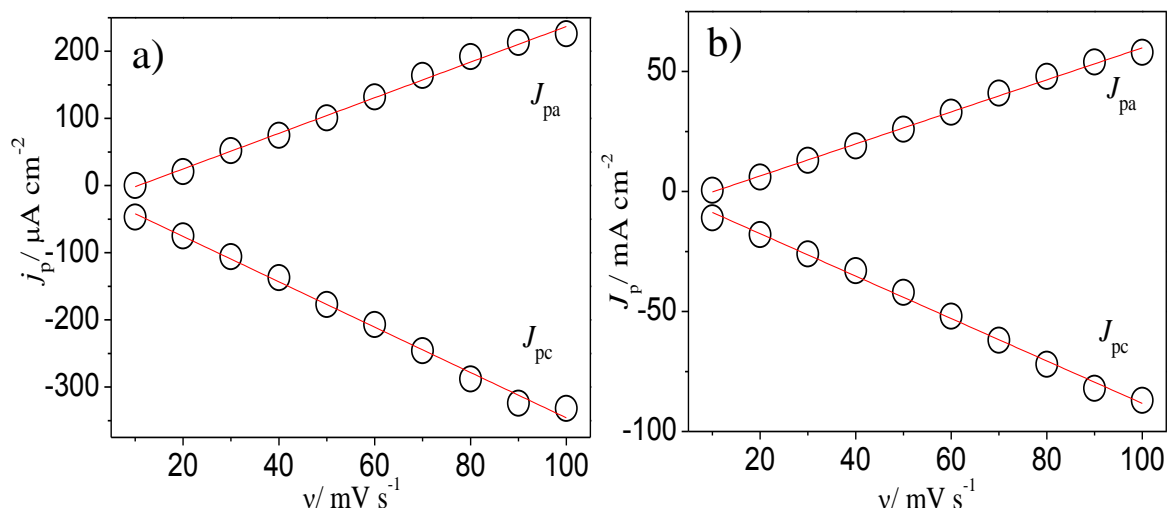 a)
200
100
0
-100
-200
-300
20 40 60 80 100
j_p/ μA cm^-2
ν/ mV s^-1
J_pa
J_pc
b)
50
0
-50
-100
20 40 60 80 100
J_p/ mA cm^-2
ν/ mV s^-1
J_pa
J_pc